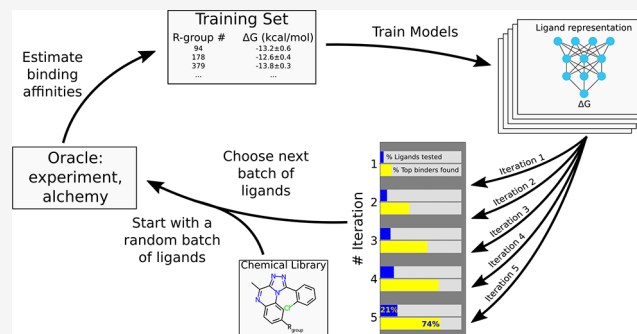 Training Set
R-group # ΔG (kcal/mol)
94 -13.2±0.6
178 -12.6±0.4
379 -13.8±0.3
... ...
Train Models
Ligand representation
ΔG
Estimate
binding
affinities
Oracle:
experiment,
alchemy
Choose next
batch of
ligands
Start with a
random batch
of ligands
Chemical Library
N
N
N
N
Cl
R_group
# Iteration
1
% Ligands tested
% Top binders found
2
3
4
5
21%
74%
Iteration 1
Iteration 2
Iteration 3
Iteration 4
Iteration 5